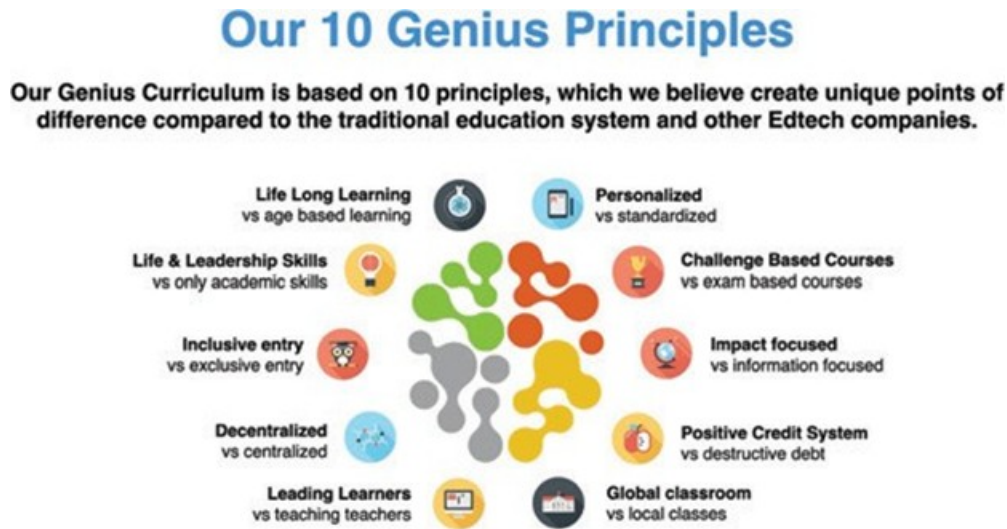 Our 10 Genius Principles
Our Genius Curriculum is based on 10 principles, which we believe create unique points of
difference compared to the traditional education system and other Edtech companies.
Life Long Learning
vs age based learning
Personalized
vs standardized
Life & Leadership Skills
vs only academic skills
Challenge Based Courses
vs exam based courses
Inclusive entry
vs exclusive entry
Impact focused
vs information focused
Decentralized
vs centralized
Positive Credit System
vs destructive debt
Leading Learners
vs teaching teachers
Global classroom
vs local classes